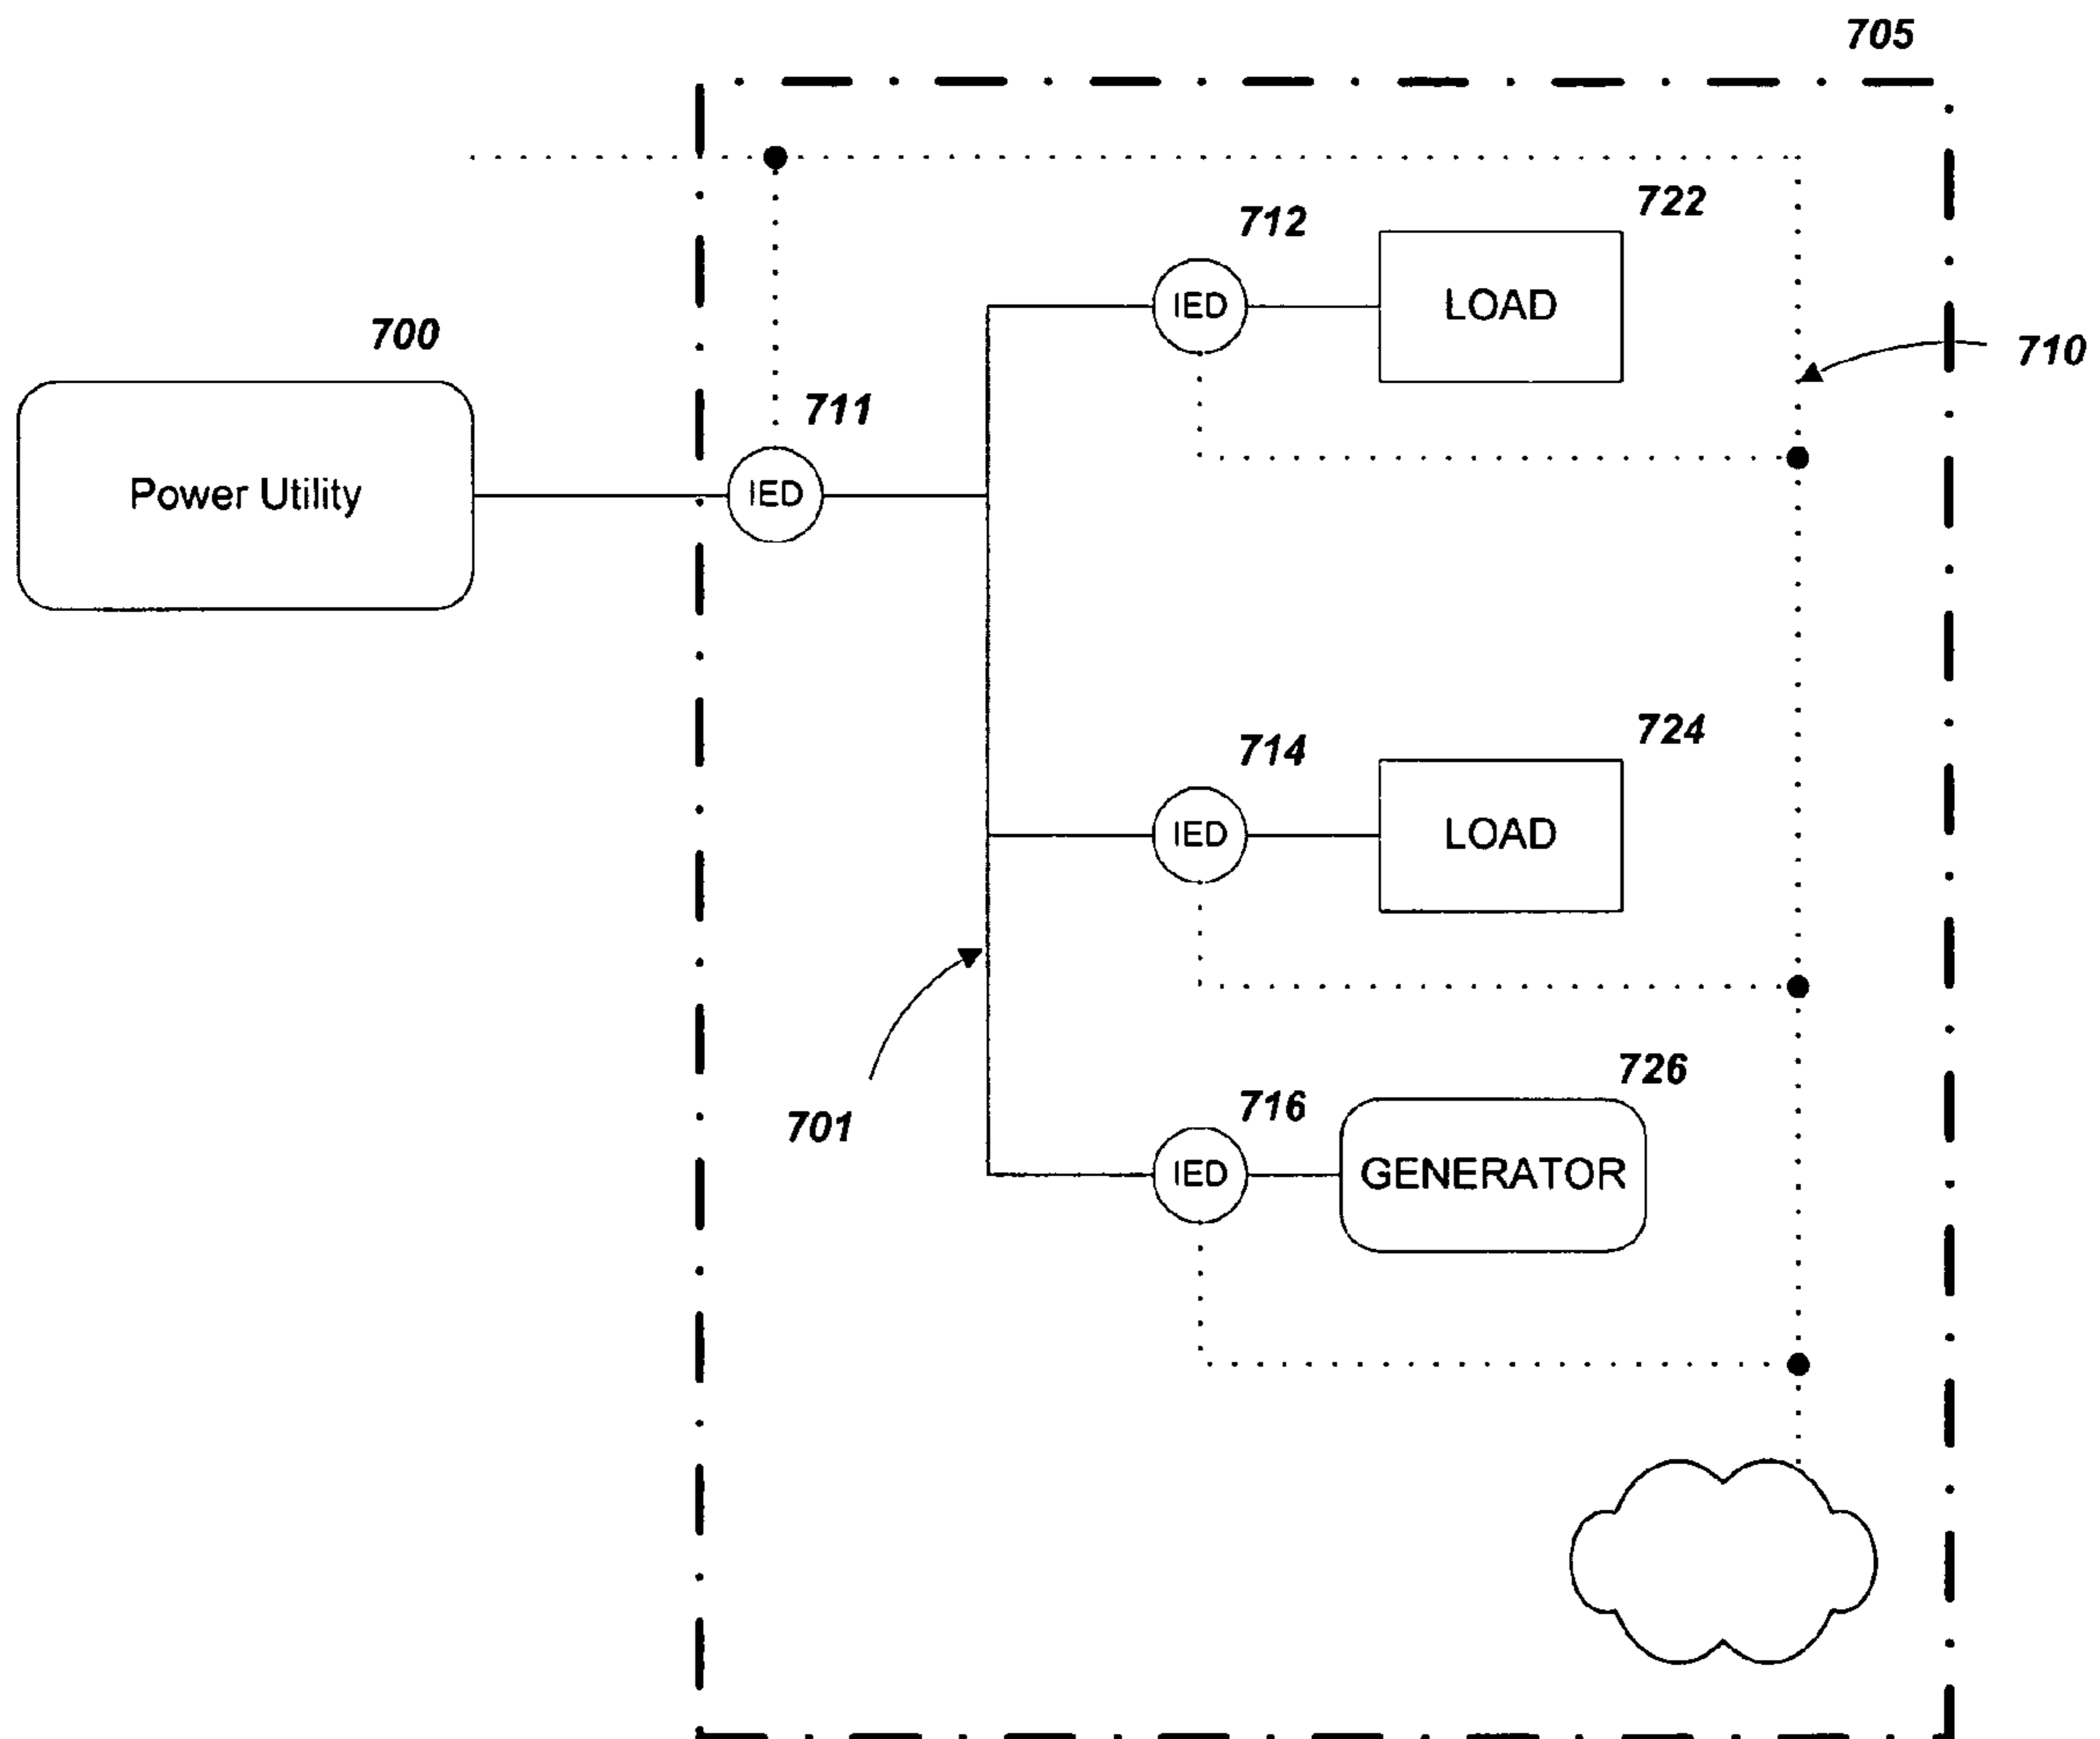 705
722
712
LOAD
IED
700
710
711
Power Utility
IED
724
714
IED
LOAD
726
716
701
IED
GENERATOR